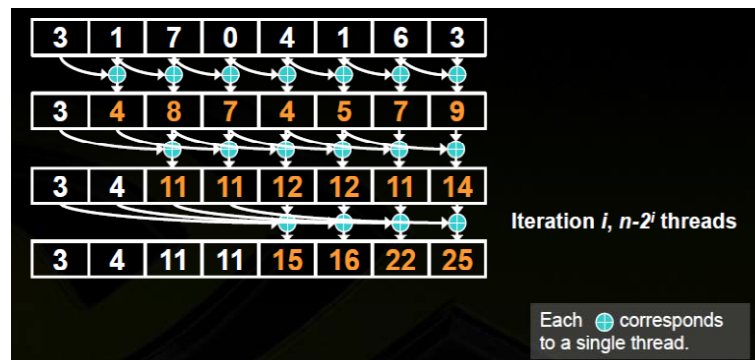 3 1 7 0 4 1 6 3
3 4 8 7 4 5 7 9
3 4 11 11 12 12 11 14
Iteration i, n-2^i threads
3 4 11 11 15 16 22 25
Each ⊕ corresponds
to a single thread.